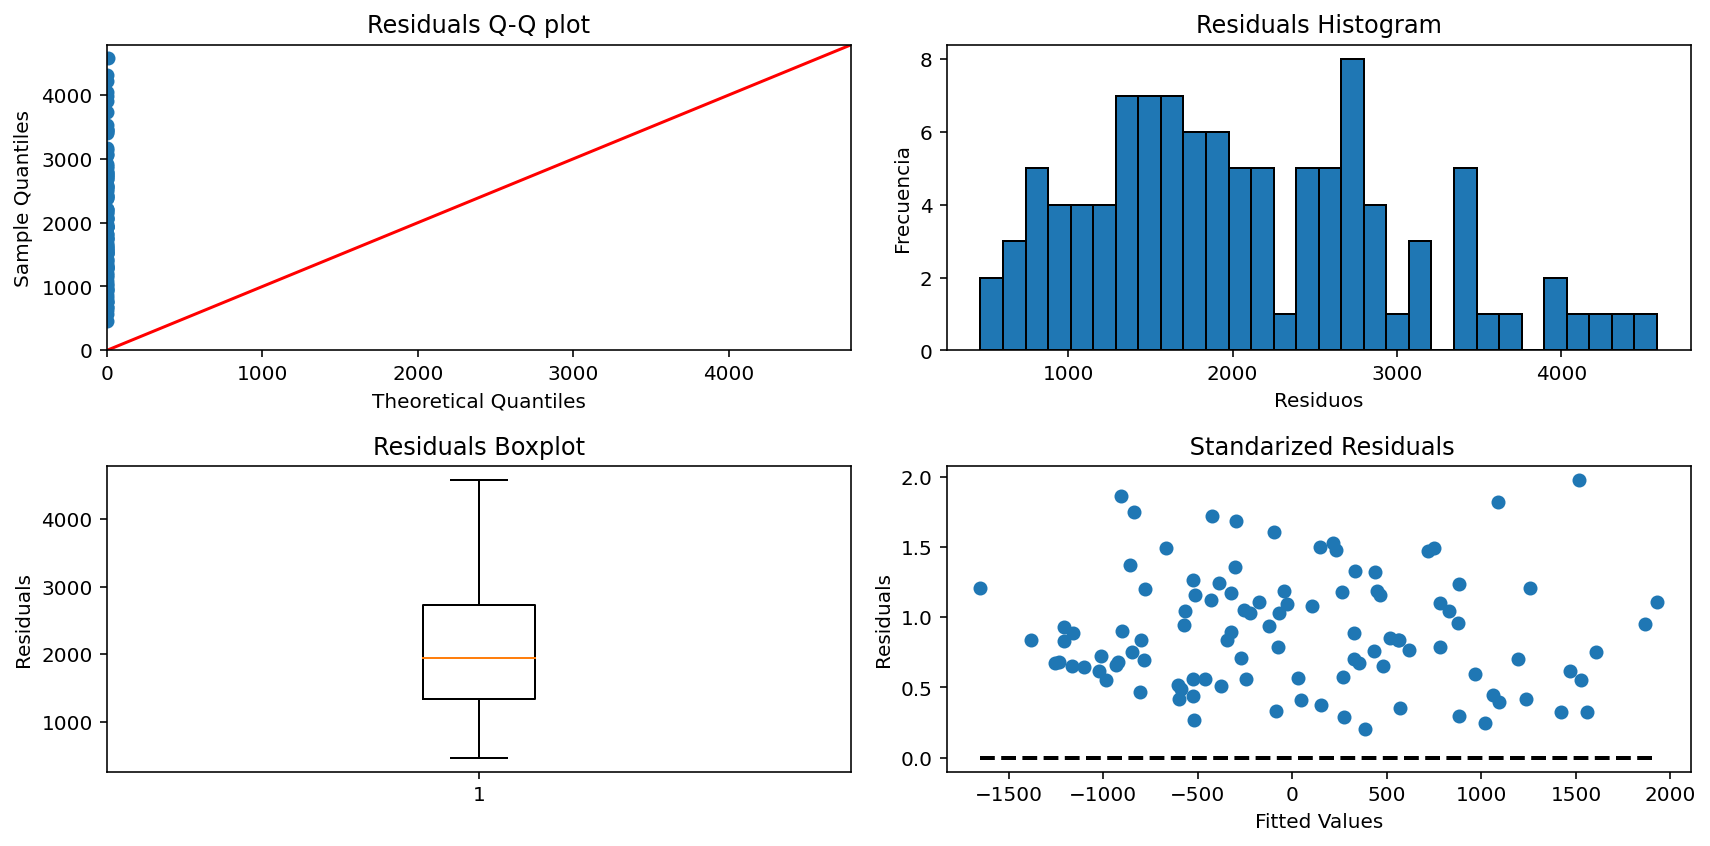 Residuals Q-Q plot
Sample Quantiles
4000
3000
2000
1000
0
0 1000 2000 3000 4000
Theoretical Quantiles
Residuals Histogram
Frecuencia
8
6
4
2
0
1000 2000 3000 4000
Residuos
Residuals Boxplot
Residuals
4000
3000
2000
1000
1
Standarized Residuals
Residuals
2.0
1.5
1.0
0.5
0.0
−1500 −1000 −500 0 500 1000 1500 2000
Fitted Values